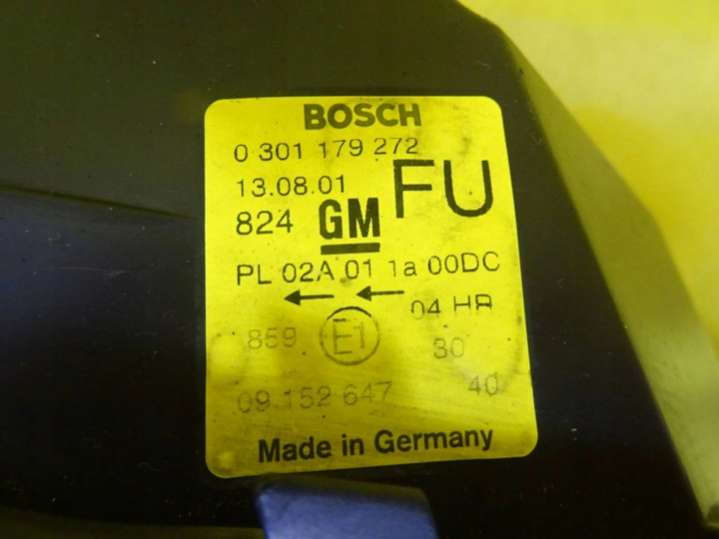 BOSCH
0 301 179 272
13.08.01 FU
824 GM
PL 02A 01 1a 00DC
← ← 04 HR
859 E1 30
09 152 647 40
Made in Germany